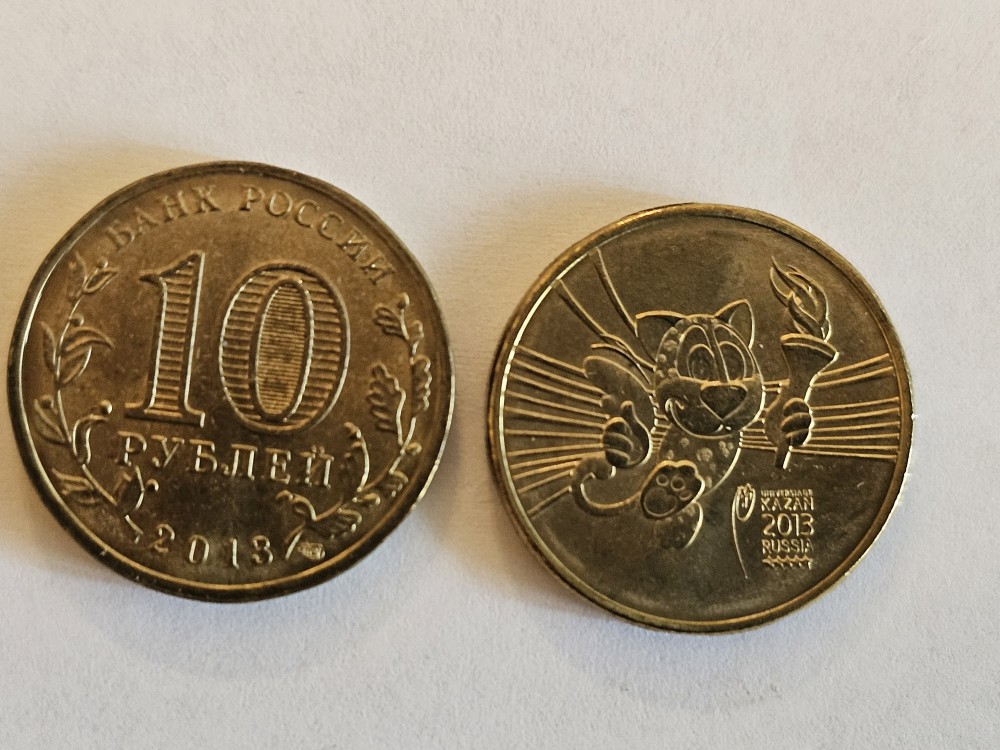 БАНК РОССИИ
10
РУБЛЕЙ
2013
UNIVERSIADE
KAZAN
2013
RUSSIA